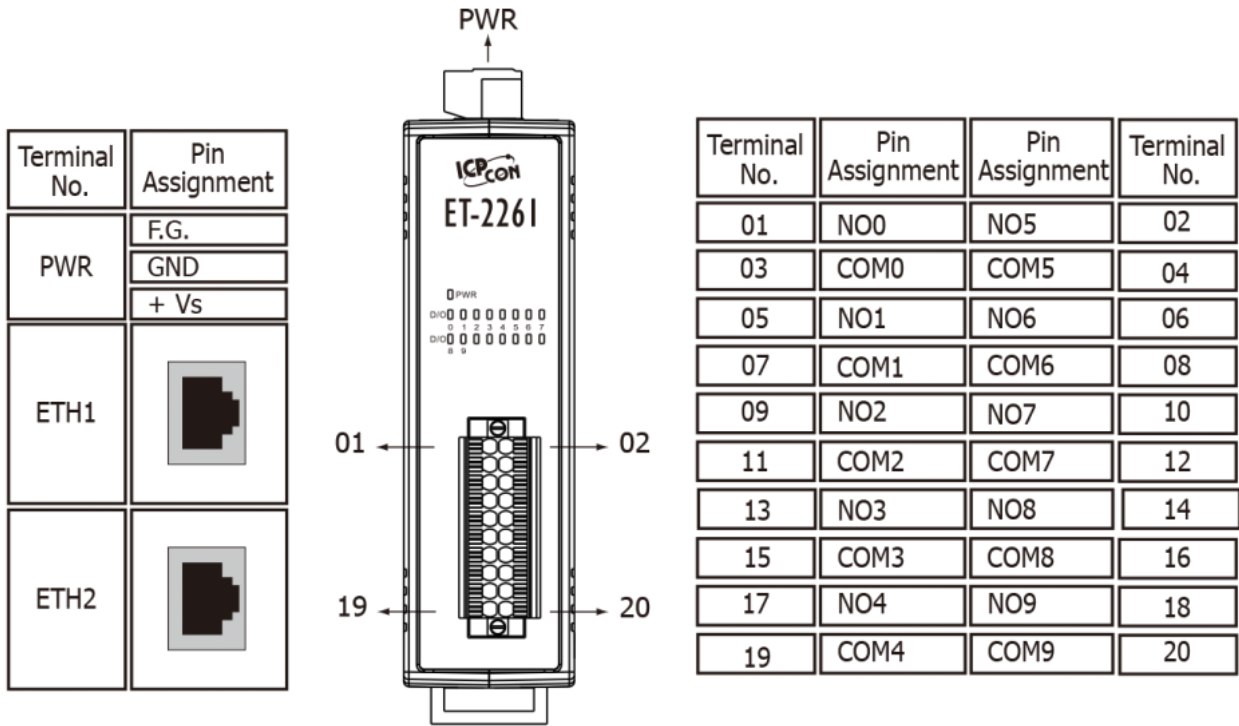 PWR
Terminal No. Pin Assignment
PWR F.G.
GND
+ Vs
ETH1
ETH2
ICP CON
ET-2261
PWR
D/O
0 1 2 3 4 5 6 7
D/O
8 9
01 02
19 20
Terminal No. Pin Assignment Pin Assignment Terminal No.
01 NO0 NO5 02
03 COM0 COM5 04
05 NO1 NO6 06
07 COM1 COM6 08
09 NO2 NO7 10
11 COM2 COM7 12
13 NO3 NO8 14
15 COM3 COM8 16
17 NO4 NO9 18
19 COM4 COM9 20